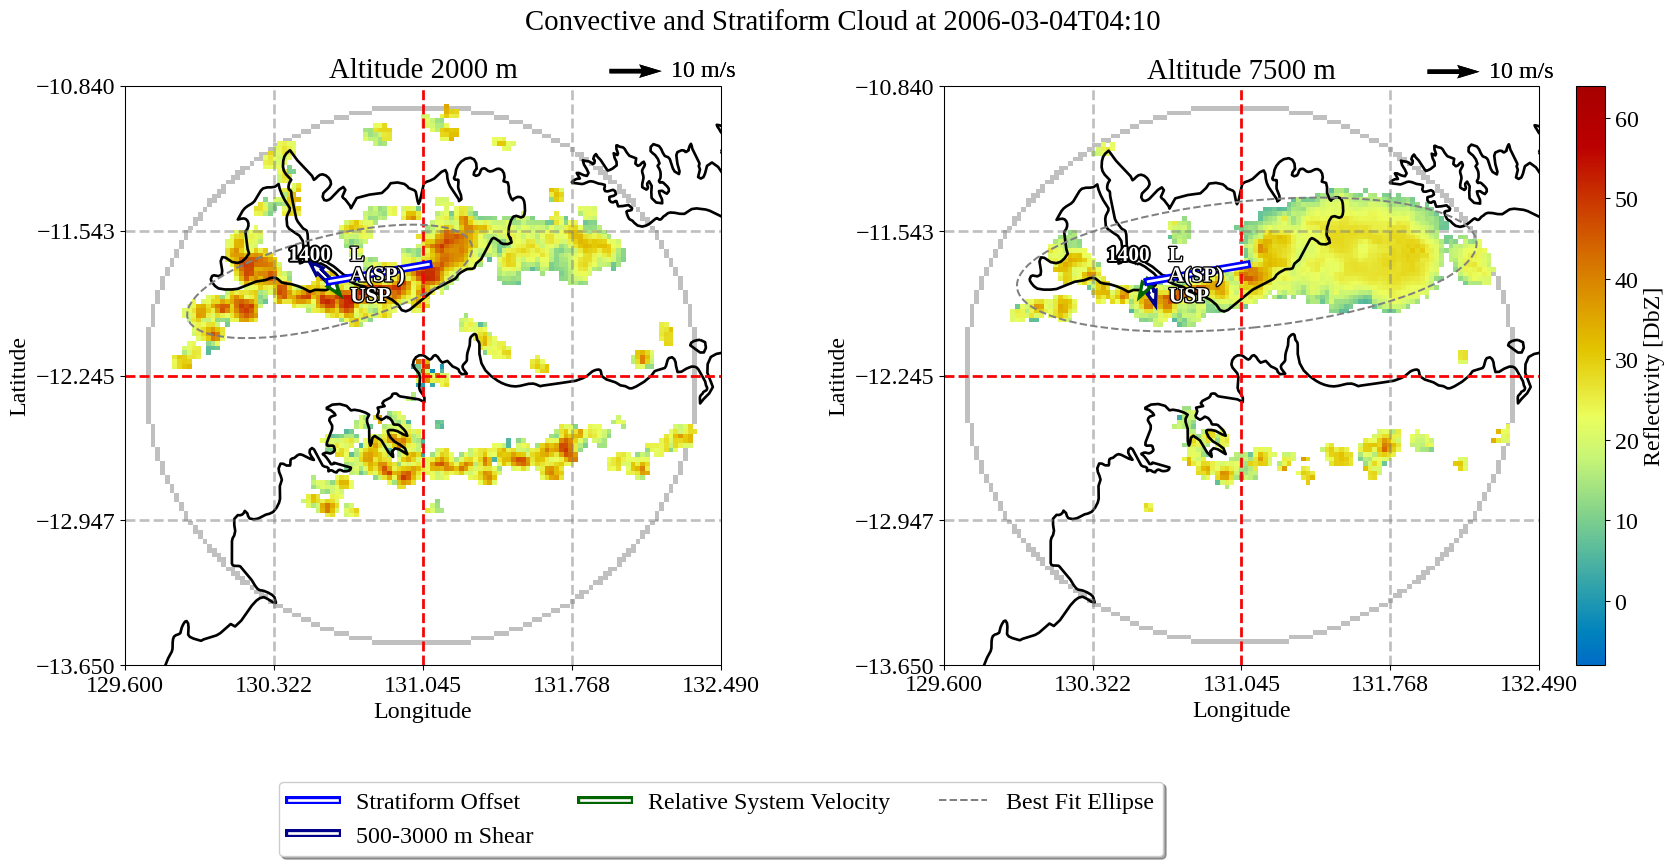 Convective and Stratiform Cloud at 2006-03-04T04:10
Altitude 2000 m
10 m/s
−10.840
−11.543
−12.245
−12.947
−13.650
129.600
130.322
131.045
131.768
132.490
Latitude
Longitude
1400
L
A(SP)
USP
Altitude 7500 m
10 m/s
−10.840
−11.543
−12.245
−12.947
−13.650
129.600
130.322
131.045
131.768
132.490
Latitude
Longitude
1400
L
A(SP)
USP
60
50
40
30
20
10
0
Reflectivity [DbZ]
Stratiform Offset
500-3000 m Shear
Relative System Velocity
Best Fit Ellipse